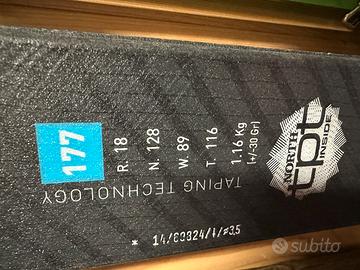 177
R. 18
N. 128
W. 89
T. 116
1.16 Kg
(+/-30 Gr)
TAPING TECHNOLOGY
NORTH
tpt
INSIDE
subito